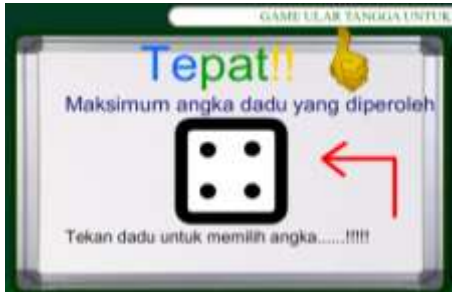 GAME ULAR TANGGA UNTUK
Tepat!!
Maksimum angka dadu yang diperoleh
Tekan dadu untuk memilih angka......!!!!!